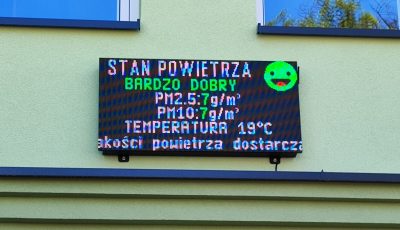 STAN POWIETRZA
BARDZO DOBRY
PM2.5:7g/m³
PM10:7g/m³
TEMPERATURA 19°C
akości powietrza dostarcza